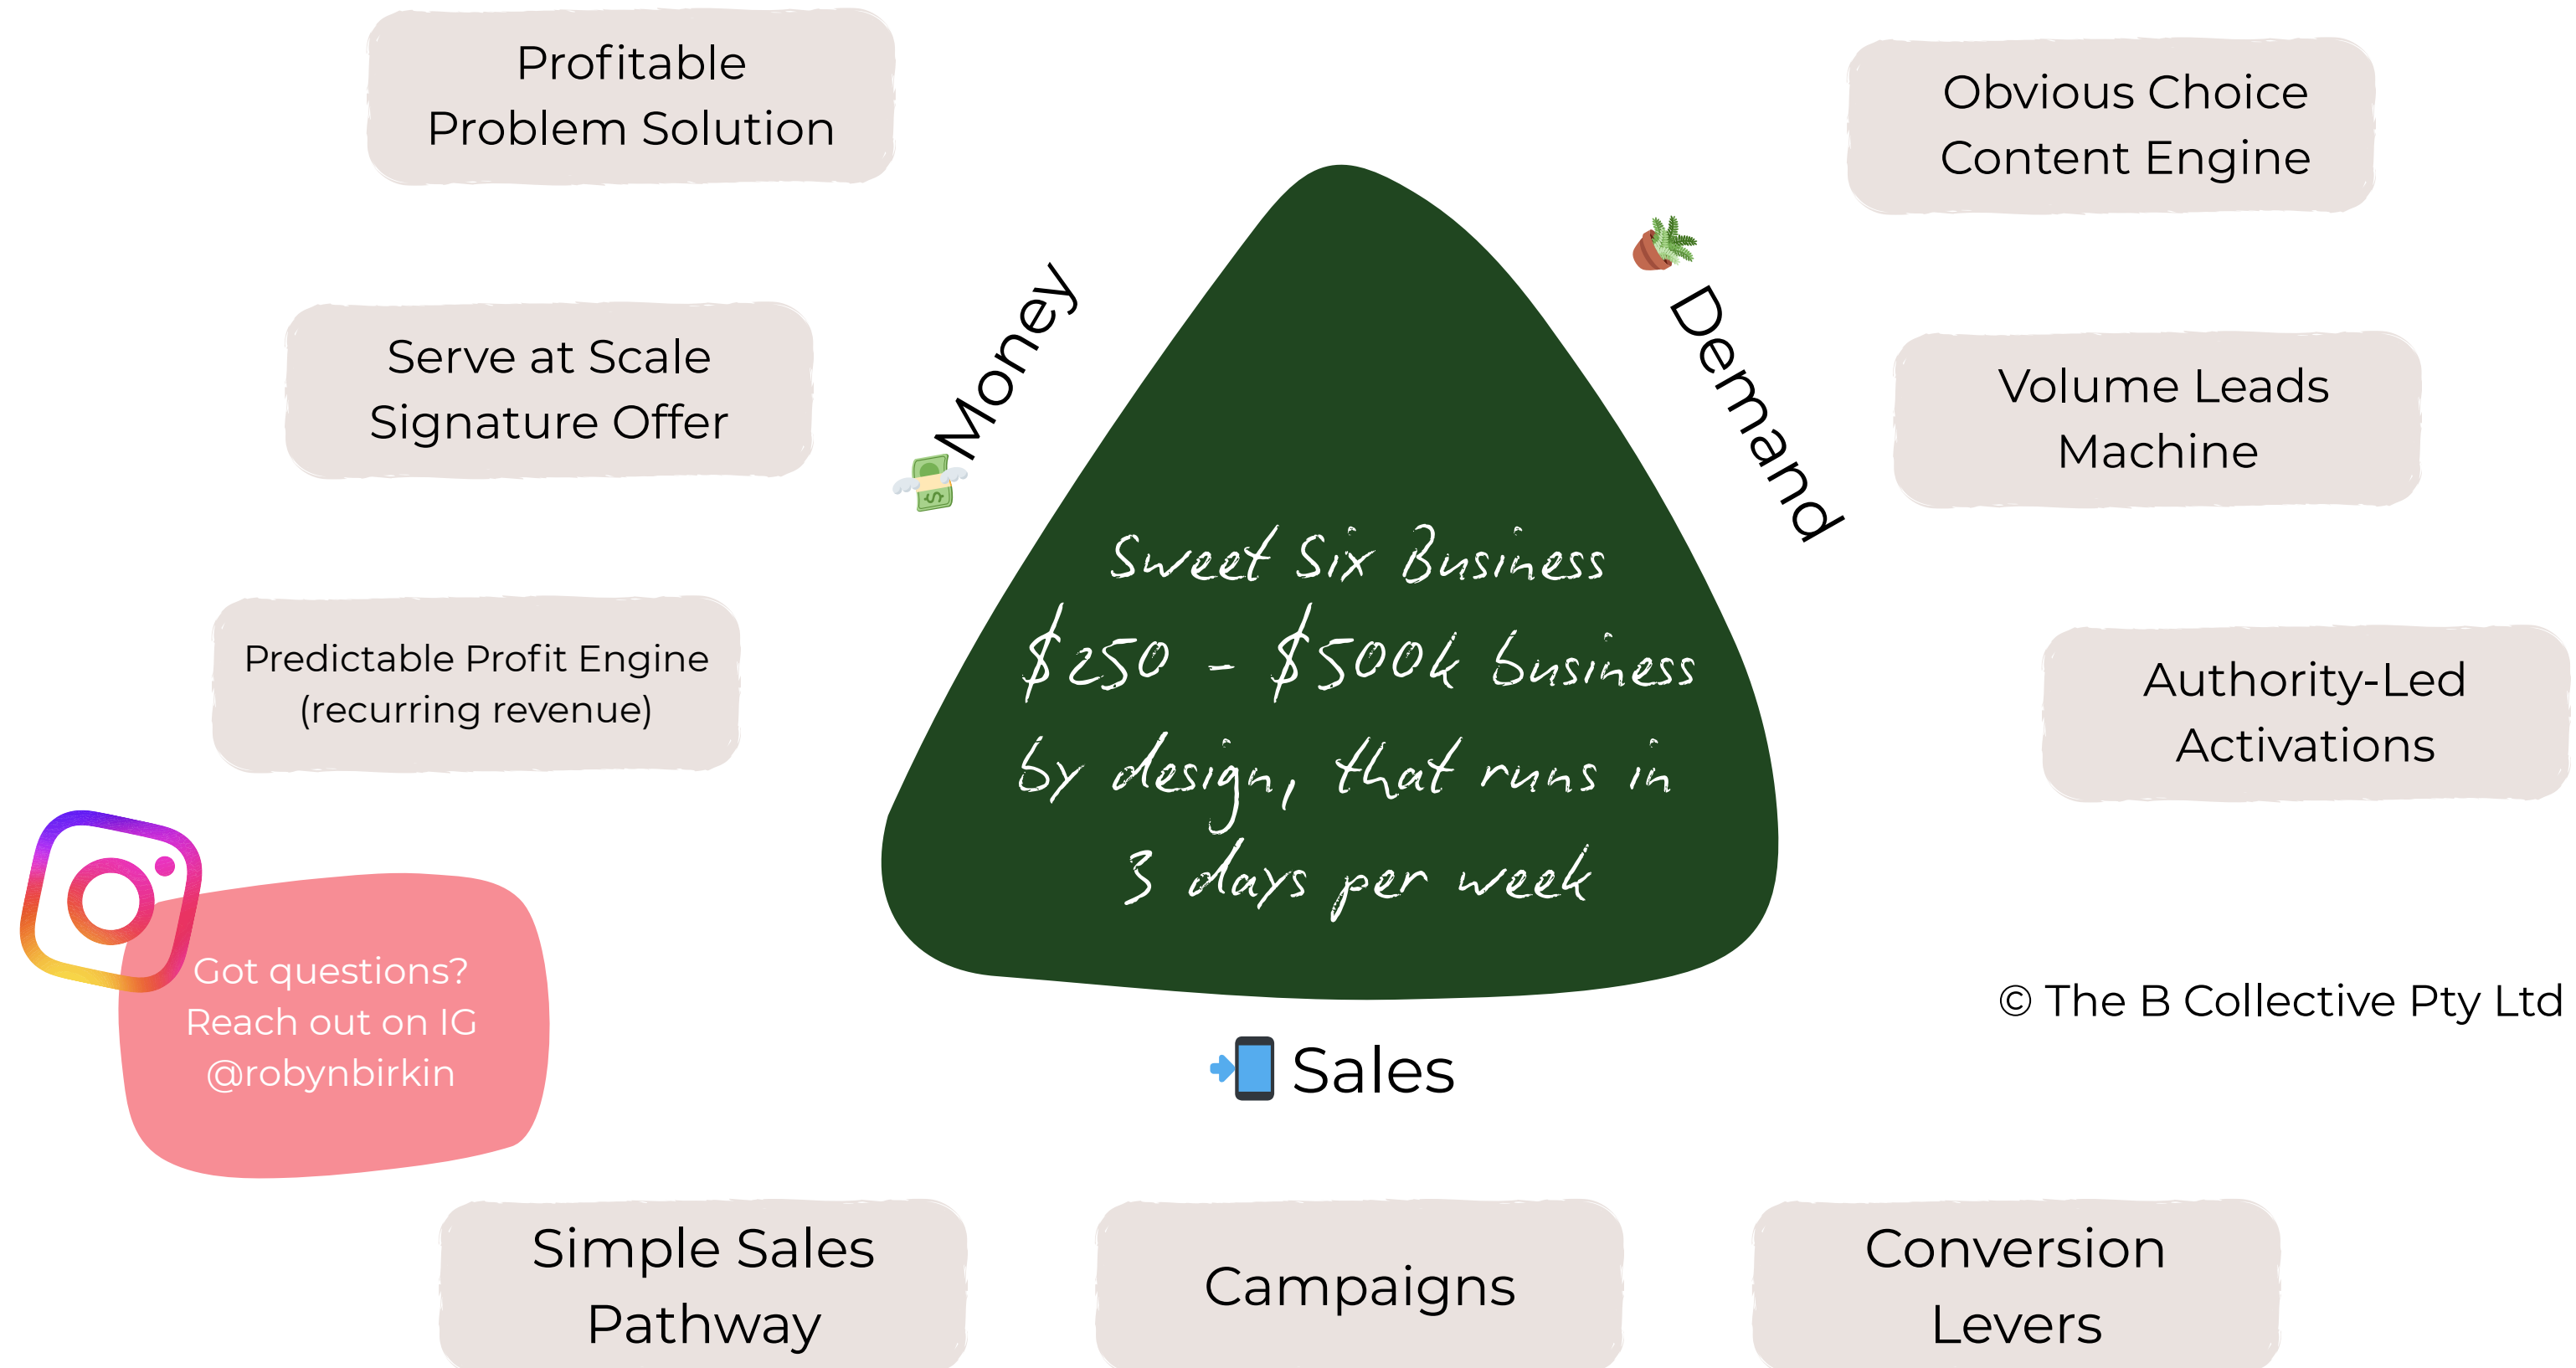 Profitable
Problem Solution
Serve at Scale
Signature Offer
Predictable Profit Engine
(recurring revenue)
Money
Demand
Obvious Choice
Content Engine
Volume Leads
Machine
Authority-Led
Activations
Sweet Six Business
$250 - $500k business
by design, that runs in
3 days per week
Got questions?
Reach out on IG
@robynbirkin
© The B Collective Pty Ltd
Sales
Simple Sales
Pathway
Campaigns
Conversion
Levers